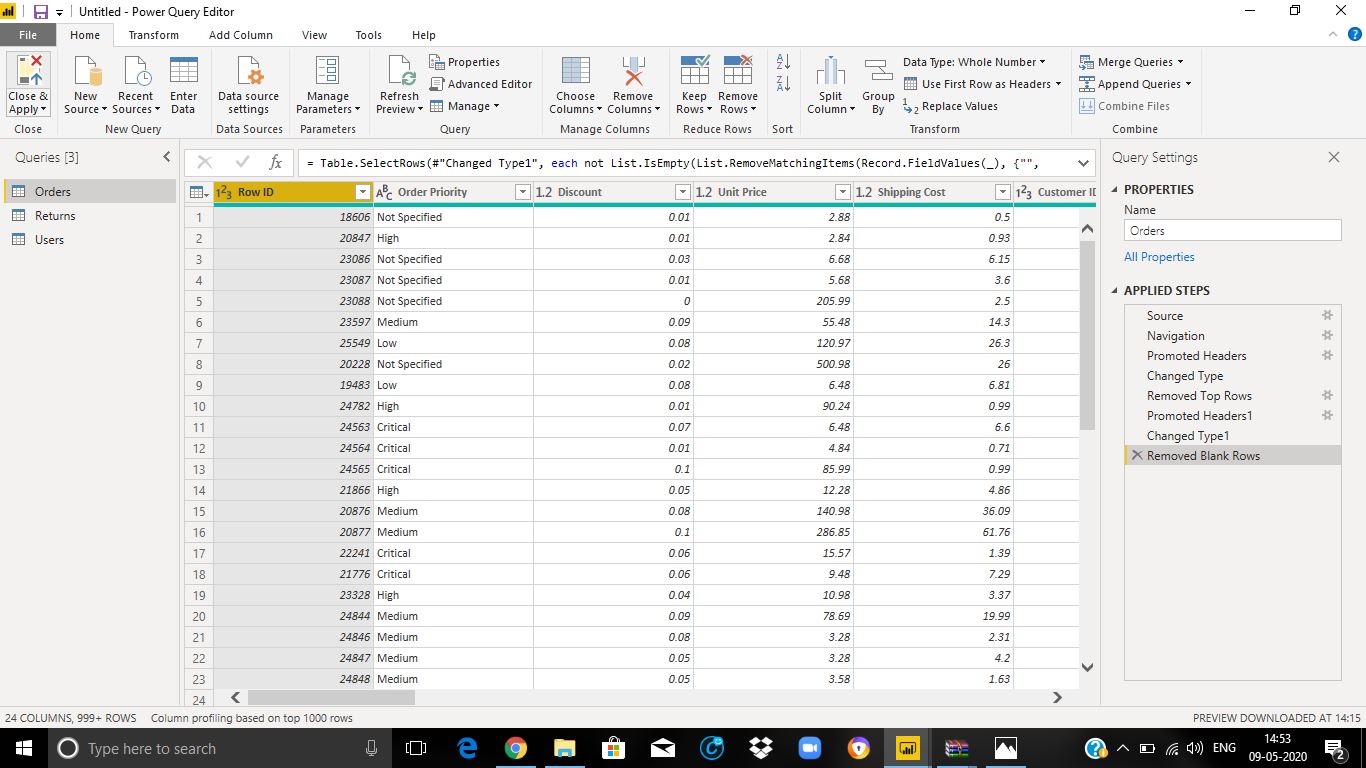 Untitled - Power Query Editor
File Home Transform Add Column View Tools Help
Close & Apply New Source Recent Sources Enter Data Data source settings Manage Parameters Refresh Preview Properties Advanced Editor Manage Choose Columns Remove Columns Keep Rows Remove Rows Split Column Group By Data Type: Whole Number Use First Row as Headers Replace Values Merge Queries Append Queries Combine Files
Close New Query Data Sources Parameters Query Manage Columns Reduce Rows Sort Transform Combine
Queries [3]
Orders
Returns
Users
= Table.SelectRows(#"Changed Type1", each not List.IsEmpty(List.RemoveMatchingItems(Record.FieldValues(_), {"",
Row ID Order Priority 1.2 Discount 1.2 Unit Price 1.2 Shipping Cost Customer ID
1 18606 Not Specified 0.01 2.88 0.5
2 20847 High 0.01 2.84 0.93
3 23086 Not Specified 0.03 6.68 6.15
4 23087 Not Specified 0.01 5.68 3.6
5 23088 Not Specified 0 205.99 2.5
6 23597 Medium 0.09 55.48 14.3
7 25549 Low 0.08 120.97 26.3
8 20228 Not Specified 0.02 500.98 26
9 19483 Low 0.08 6.48 6.81
10 24782 High 0.01 90.24 0.99
11 24563 Critical 0.07 6.48 6.6
12 24564 Critical 0.01 4.84 0.71
13 24565 Critical 0.1 85.99 0.99
14 21866 High 0.05 12.28 4.86
15 20876 Medium 0.08 140.98 36.09
16 20877 Medium 0.1 286.85 61.76
17 22241 Critical 0.06 15.57 1.39
18 21776 Critical 0.06 9.48 7.29
19 23328 High 0.04 10.98 3.37
20 24844 Medium 0.09 78.69 19.99
21 24846 Medium 0.08 3.28 2.31
22 24847 Medium 0.05 3.28 4.2
23 24848 Medium 0.05 3.58 1.63
24
Query Settings
PROPERTIES
Name
Orders
All Properties
APPLIED STEPS
Source
Navigation
Promoted Headers
Changed Type
Removed Top Rows
Promoted Headers1
Changed Type1
Removed Blank Rows
24 COLUMNS, 999+ ROWS Column profiling based on top 1000 rows PREVIEW DOWNLOADED AT 14:15
Type here to search ENG 14:53
09-05-2020 2